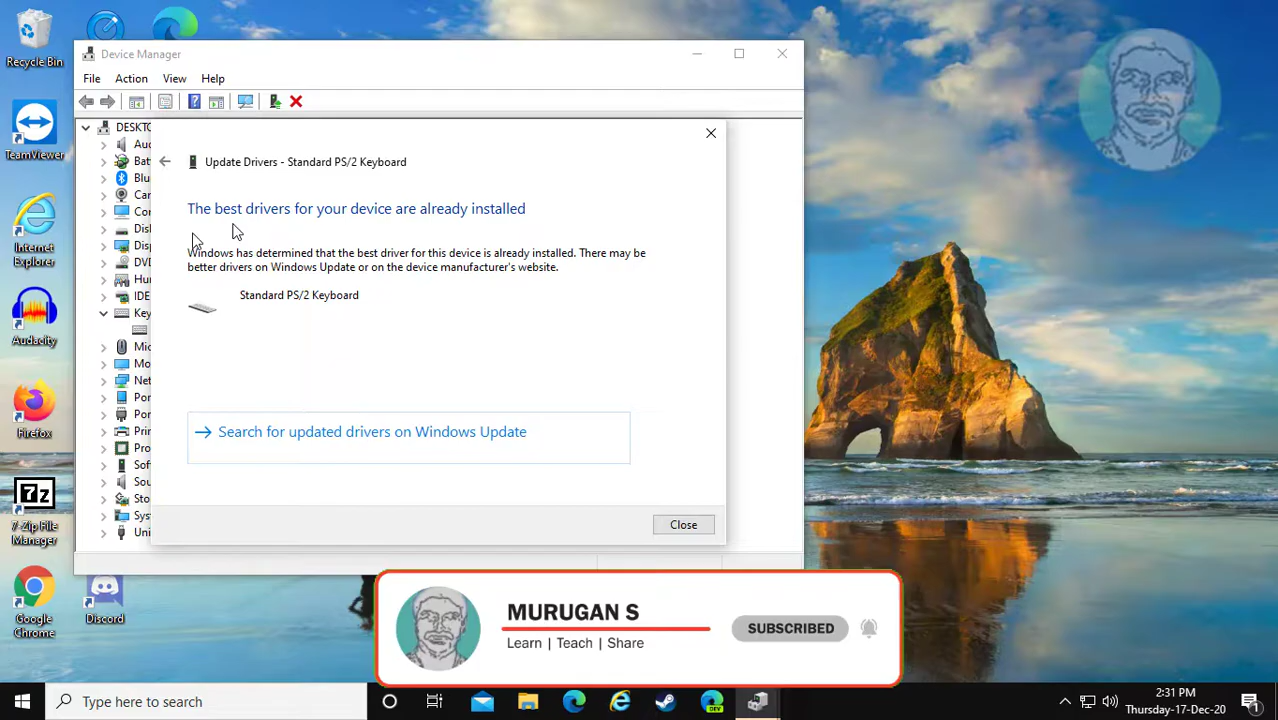 Recycle Bin
TeamViewer
Internet
Explorer
Audacity
Firefox
7z
7-Zip File
Manager
Google
Chrome
Discord
Device Manager
File Action View Help
DESKTO
Au
Bat
Blu
Car
Co
Disk
Disp
DVD
Hur
IDE
Key
Mic
Mo
Net
Por
Por
Prin
Pro
Sof
Sou
Sto
Sys
Uni
Update Drivers - Standard PS/2 Keyboard
The best drivers for your device are already installed
Windows has determined that the best driver for this device is already installed. There may be
better drivers on Windows Update or on the device manufacturer's website.
Standard PS/2 Keyboard
Search for updated drivers on Windows Update
Close
MURUGAN S
Learn | Teach | Share
SUBSCRIBED
Type here to search
DEV
2:31 PM
Thursday-17-Dec-20
1